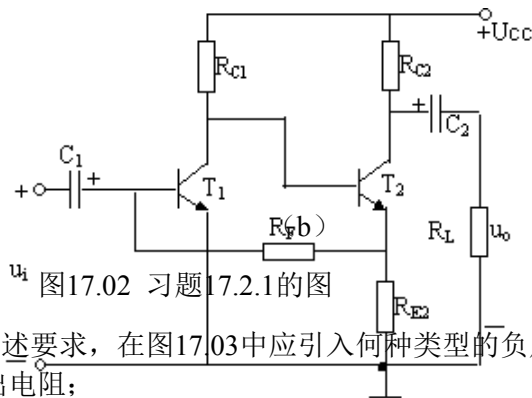 +UCC
RC1
RC2
+
C2
C1
+
+
T1
T2
RF
(b）
RL
uo
ui
图17.02 习题17.2.1的图
RE2
述要求，在图17.03中应引入何种类型的负
出电阻；